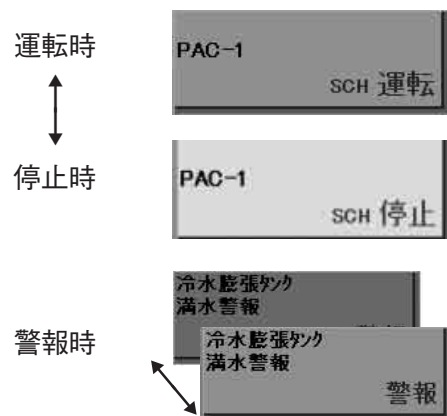 運転時
PAC-1
SCH 運転
停止時
PAC-1
SCH 停止
警報時
冷水膨張タンク
満水警報
冷水膨張タンク
満水警報
警報